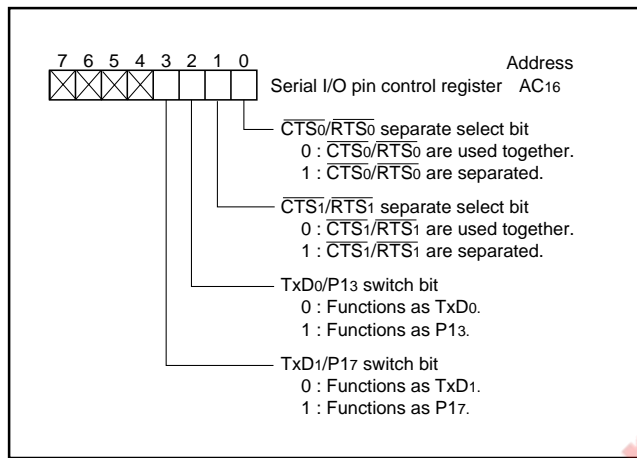 7 6 5 4 3 2 1 0
Address
Serial I/O pin control register AC16
CTS0/RTS0 separate select bit
0 : CTS0/RTS0 are used together.
1 : CTS0/RTS0 are separated.
CTS1/RTS1 separate select bit
0 : CTS1/RTS1 are used together.
1 : CTS1/RTS1 are separated.
TxD0/P13 switch bit
0 : Functions as TxD0.
1 : Functions as P13.
TxD1/P17 switch bit
0 : Functions as TxD1.
1 : Functions as P17.